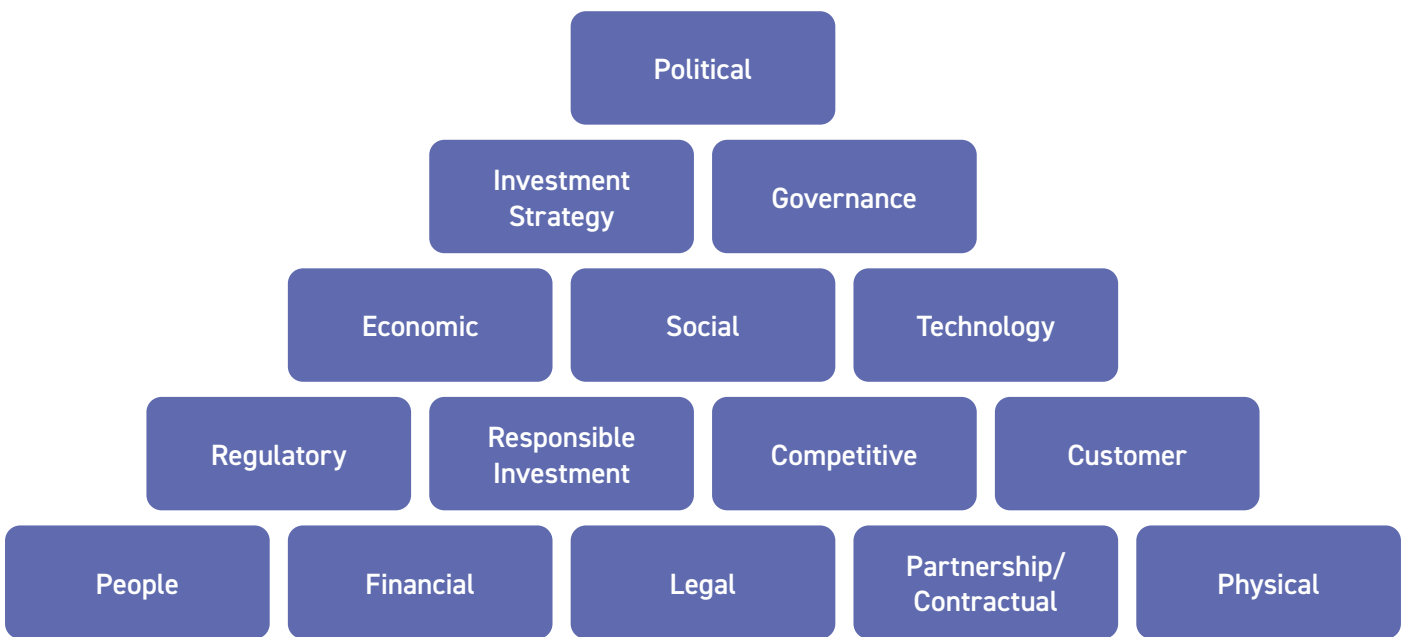 Political
Investment
Strategy
Governance
Economic
Social
Technology
Regulatory
Responsible
Investment
Competitive
Customer
People
Financial
Legal
Partnership/
Contractual
Physical